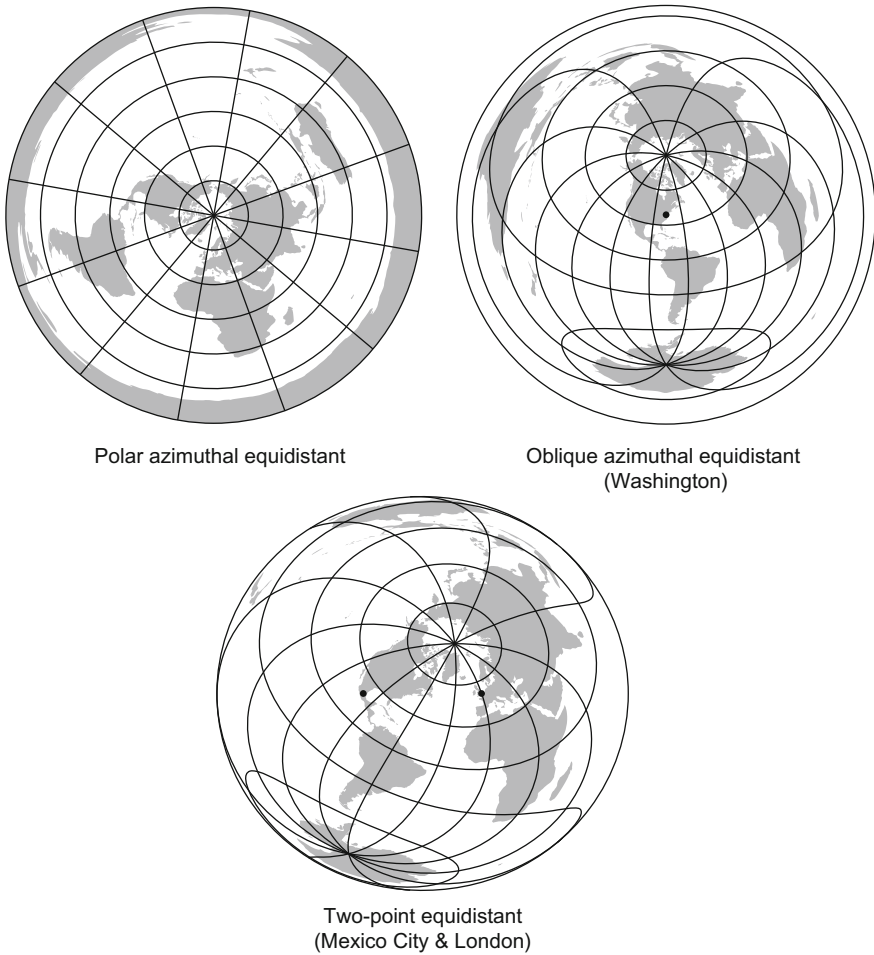 Polar azimuthal equidistant
Oblique azimuthal equidistant
(Washington)
Two-point equidistant
(Mexico City & London)